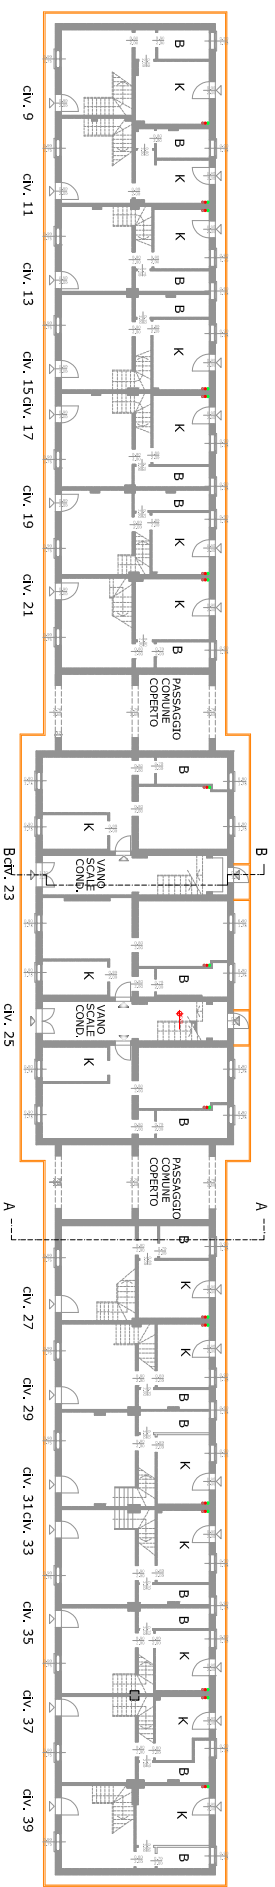 B
K
civ. 9
B
K
civ. 11
K
B
civ. 13
B
K
civ. 15
K
civ. 17
B
B
civ. 19
K
civ. 21
K
B
PASSAGGIO
COMUNE
COPERTO
B
K
B
B
civ. 23
VANO
SCALE
COND.
B
K
civ. 25
VANO
SCALE
COND.
K
B
PASSAGGIO
COMUNE
COPERTO
A
A
B
K
civ. 27
K
B
civ. 29
B
K
civ. 31
civ. 33
K
B
B
civ. 35
K
K
civ. 37
B
K
civ. 39
B